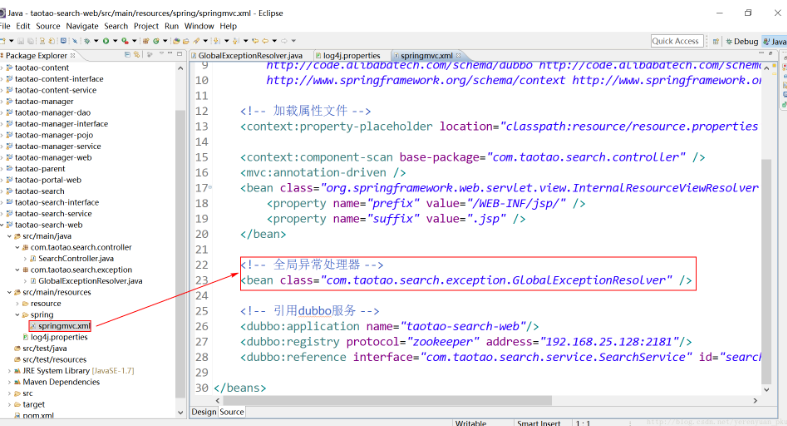 Java - taotao-search-web/src/main/resources/spring/springmvc.xml - Eclipse
File Edit Source Navigate Search Project Run Window Help
Quick Access
Debug
Java
Package Explorer
GlobalExceptionResolver.java
log4j.properties
springmvc.xml
taotao-content
taotao-content-interface
taotao-content-service
taotao-manager
taotao-manager-dao
taotao-manager-interface
taotao-manager-pojo
taotao-manager-service
taotao-manager-web
taotao-parent
taotao-portal-web
taotao-search
taotao-search-interface
taotao-search-service
taotao-search-web
src/main/java
com.taotao.search.controller
SearchController.java
com.taotao.search.exception
GlobalExceptionResolver.java
src/main/resources
resource
spring
springmvc.xml
log4j.properties
src/test/java
src/test/resources
JRE System Library [JavaSE-1.7]
Maven Dependencies
src
target
pom.xml
9 http://code.alibabatech.com/schema/dubbo http://code.alibabatech.com/schem
10 http://www.springframework.org/schema/context http://www.springframework.o
11
12 <!-- 加载属性文件 -->
13 <context:property-placeholder location="classpath:resource/resource.properties
14
15 <context:component-scan base-package="com.taotao.search.controller" />
16 <mvc:annotation-driven />
17 <bean class="org.springframework.web.servlet.view.InternalResourceViewResolver
18 <property name="prefix" value="/WEB-INF/jsp/" />
19 <property name="suffix" value=".jsp" />
20 </bean>
21
22 <!-- 全局异常处理器 -->
23 <bean class="com.taotao.search.exception.GlobalExceptionResolver" />
24
25 <!-- 引用dubbo服务 -->
26 <dubbo:application name="taotao-search-web"/>
27 <dubbo:registry protocol="zookeeper" address="192.168.25.128:2181"/>
28 <dubbo:reference interface="com.taotao.search.service.SearchService" id="search
29
30 </beans>
Design Source
Writable Smart Insert 1 : 1